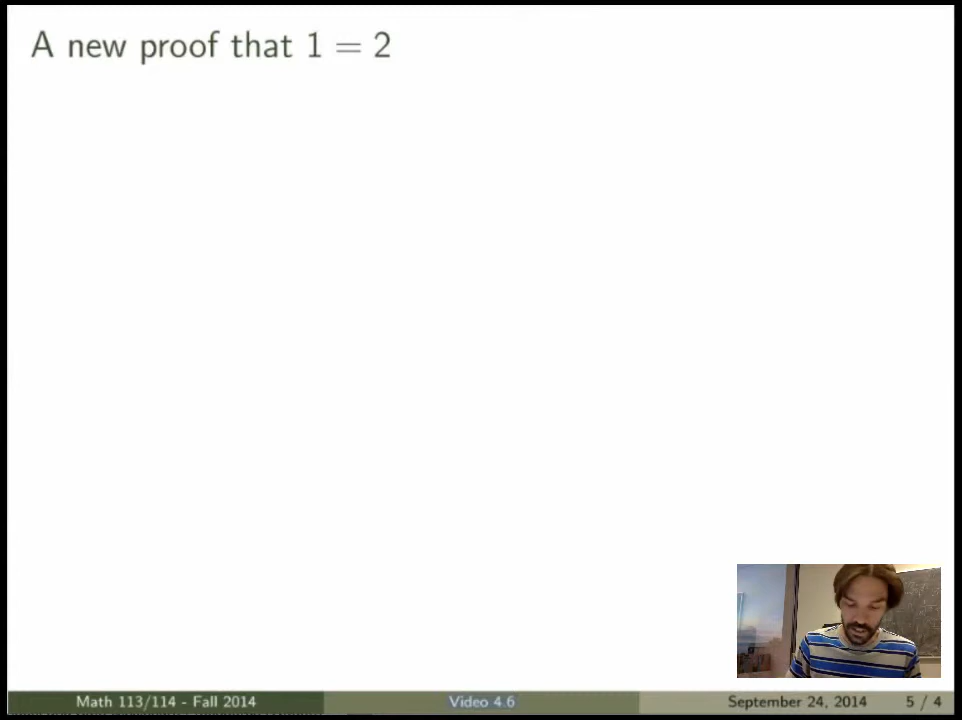 A new proof that 1 = 2
Math 113/114 - Fall 2014
Video 4.6
September 24, 2014
5 / 4